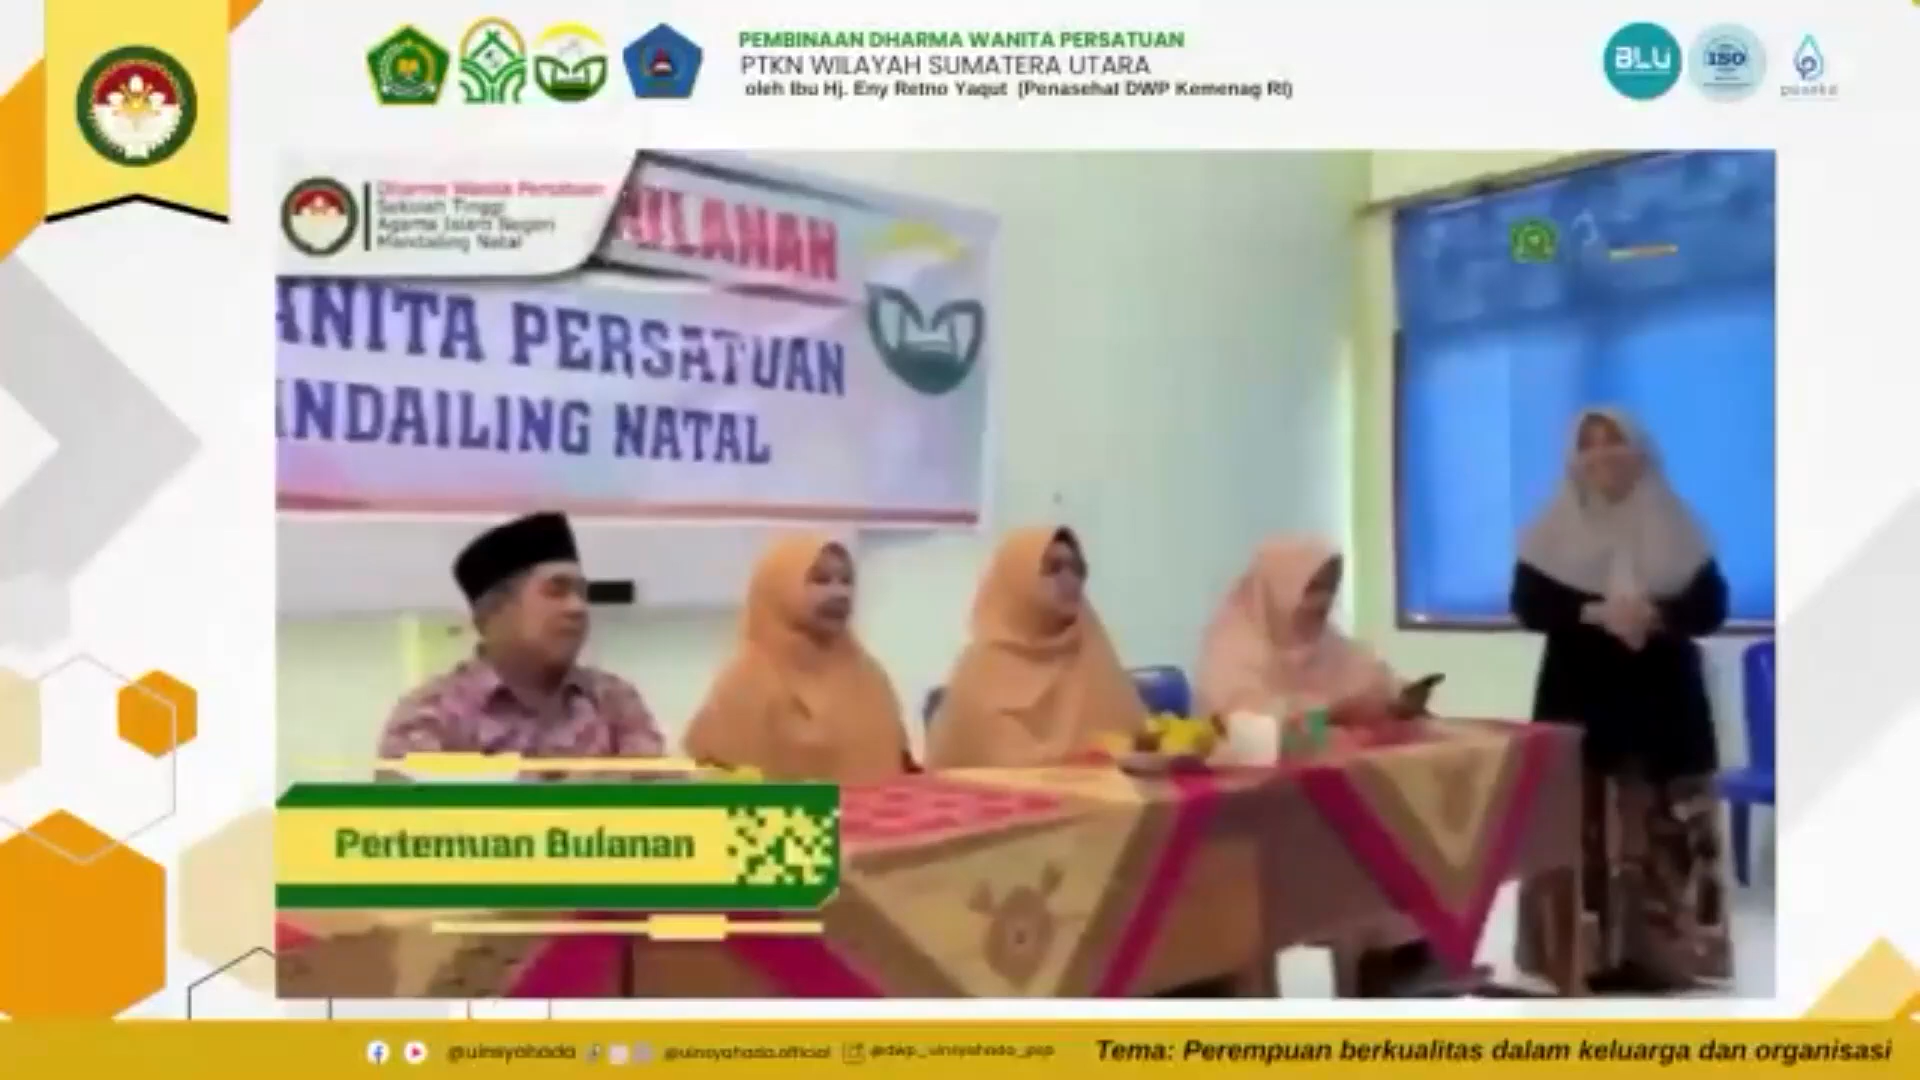 PEMBINAAN DHARMA WANITA PERSATUAN
PTKN WILAYAH SUMATERA UTARA
oleh Ibu Hj. Eny Retno Yaqut (Penasehat DWP Kemenag RI)
BLU
ISO
Dharma Wanita Persatuan
Sekolah Tinggi
Agama Islam Negeri
Mandailing Natal
ULANAN
ANITA PERSATUAN
ANDAILING NATAL
Pertemuan Bulanan
@uinsyahada @uinsyahada.official @dwp_uinsyahada_psp
Tema: Perempuan berkualitas dalam keluarga dan organisasi